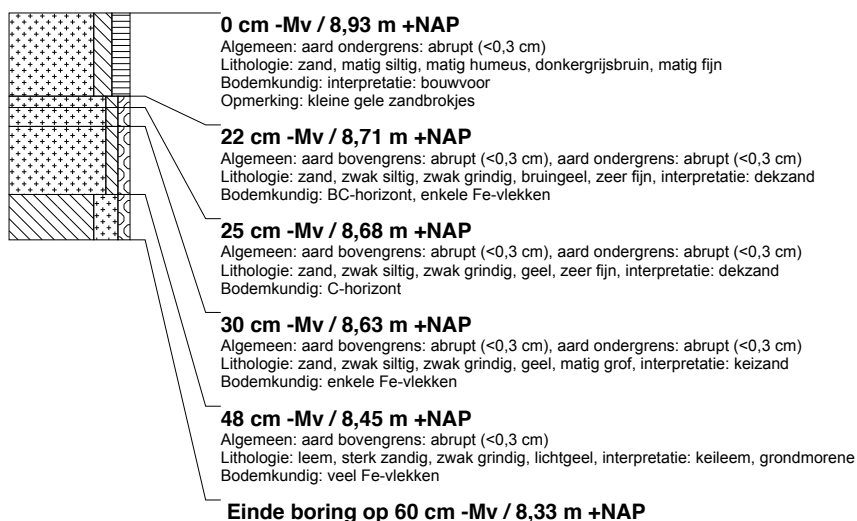 0 cm -Mv / 8,93 m +NAP
Algemeen: aard ondergrens: abrupt (<0,3 cm)
Lithologie: zand, matig siltig, matig humeus, donkergrijsbruin, matig fijn
Bodemkundig: interpretatie: bouwvoor
Opmerking: kleine gele zandbrokjes
22 cm -Mv / 8,71 m +NAP
Algemeen: aard bovengrens: abrupt (<0,3 cm), aard ondergrens: abrupt (<0,3 cm)
Lithologie: zand, zwak siltig, zwak grindig, bruingeel, zeer fijn, interpretatie: dekzand
Bodemkundig: BC-horizont, enkele Fe-vlekken
25 cm -Mv / 8,68 m +NAP
Algemeen: aard bovengrens: abrupt (<0,3 cm), aard ondergrens: abrupt (<0,3 cm)
Lithologie: zand, zwak siltig, zwak grindig, geel, zeer fijn, interpretatie: dekzand
Bodemkundig: C-horizont
30 cm -Mv / 8,63 m +NAP
Algemeen: aard bovengrens: abrupt (<0,3 cm), aard ondergrens: abrupt (<0,3 cm)
Lithologie: zand, zwak siltig, zwak grindig, geel, matig grof, interpretatie: keizand
Bodemkundig: enkele Fe-vlekken
48 cm -Mv / 8,45 m +NAP
Algemeen: aard bovengrens: abrupt (<0,3 cm)
Lithologie: leem, sterk zandig, zwak grindig, lichtgeel, interpretatie: keileem, grondmorene
Bodemkundig: veel Fe-vlekken
Einde boring op 60 cm -Mv / 8,33 m +NAP